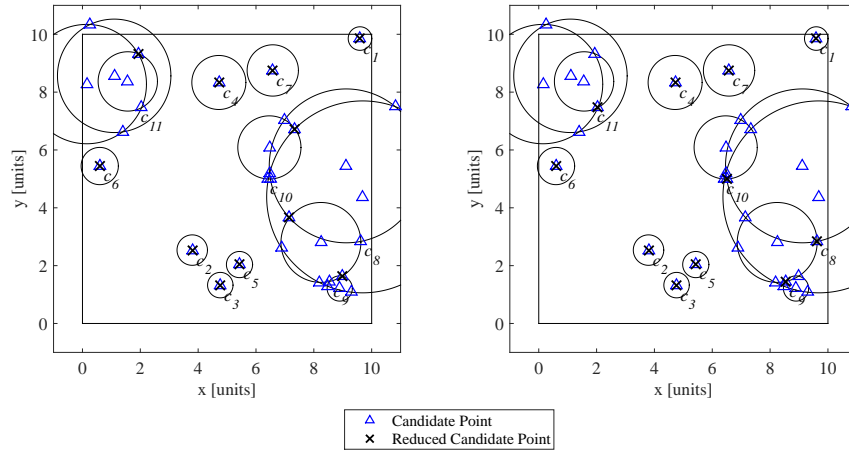 10
8
6
4
2
0
0 2 4 6 8 10
y [units]
x [units]
c1
c4
c7
c11
c6
c10
c2
c5
c8
c3
c9
10
8
6
4
2
0
0 2 4 6 8 10
y [units]
x [units]
c1
c4
c7
c11
c6
c10
c2
c5
c8
c3
c9
Candidate Point
Reduced Candidate Point